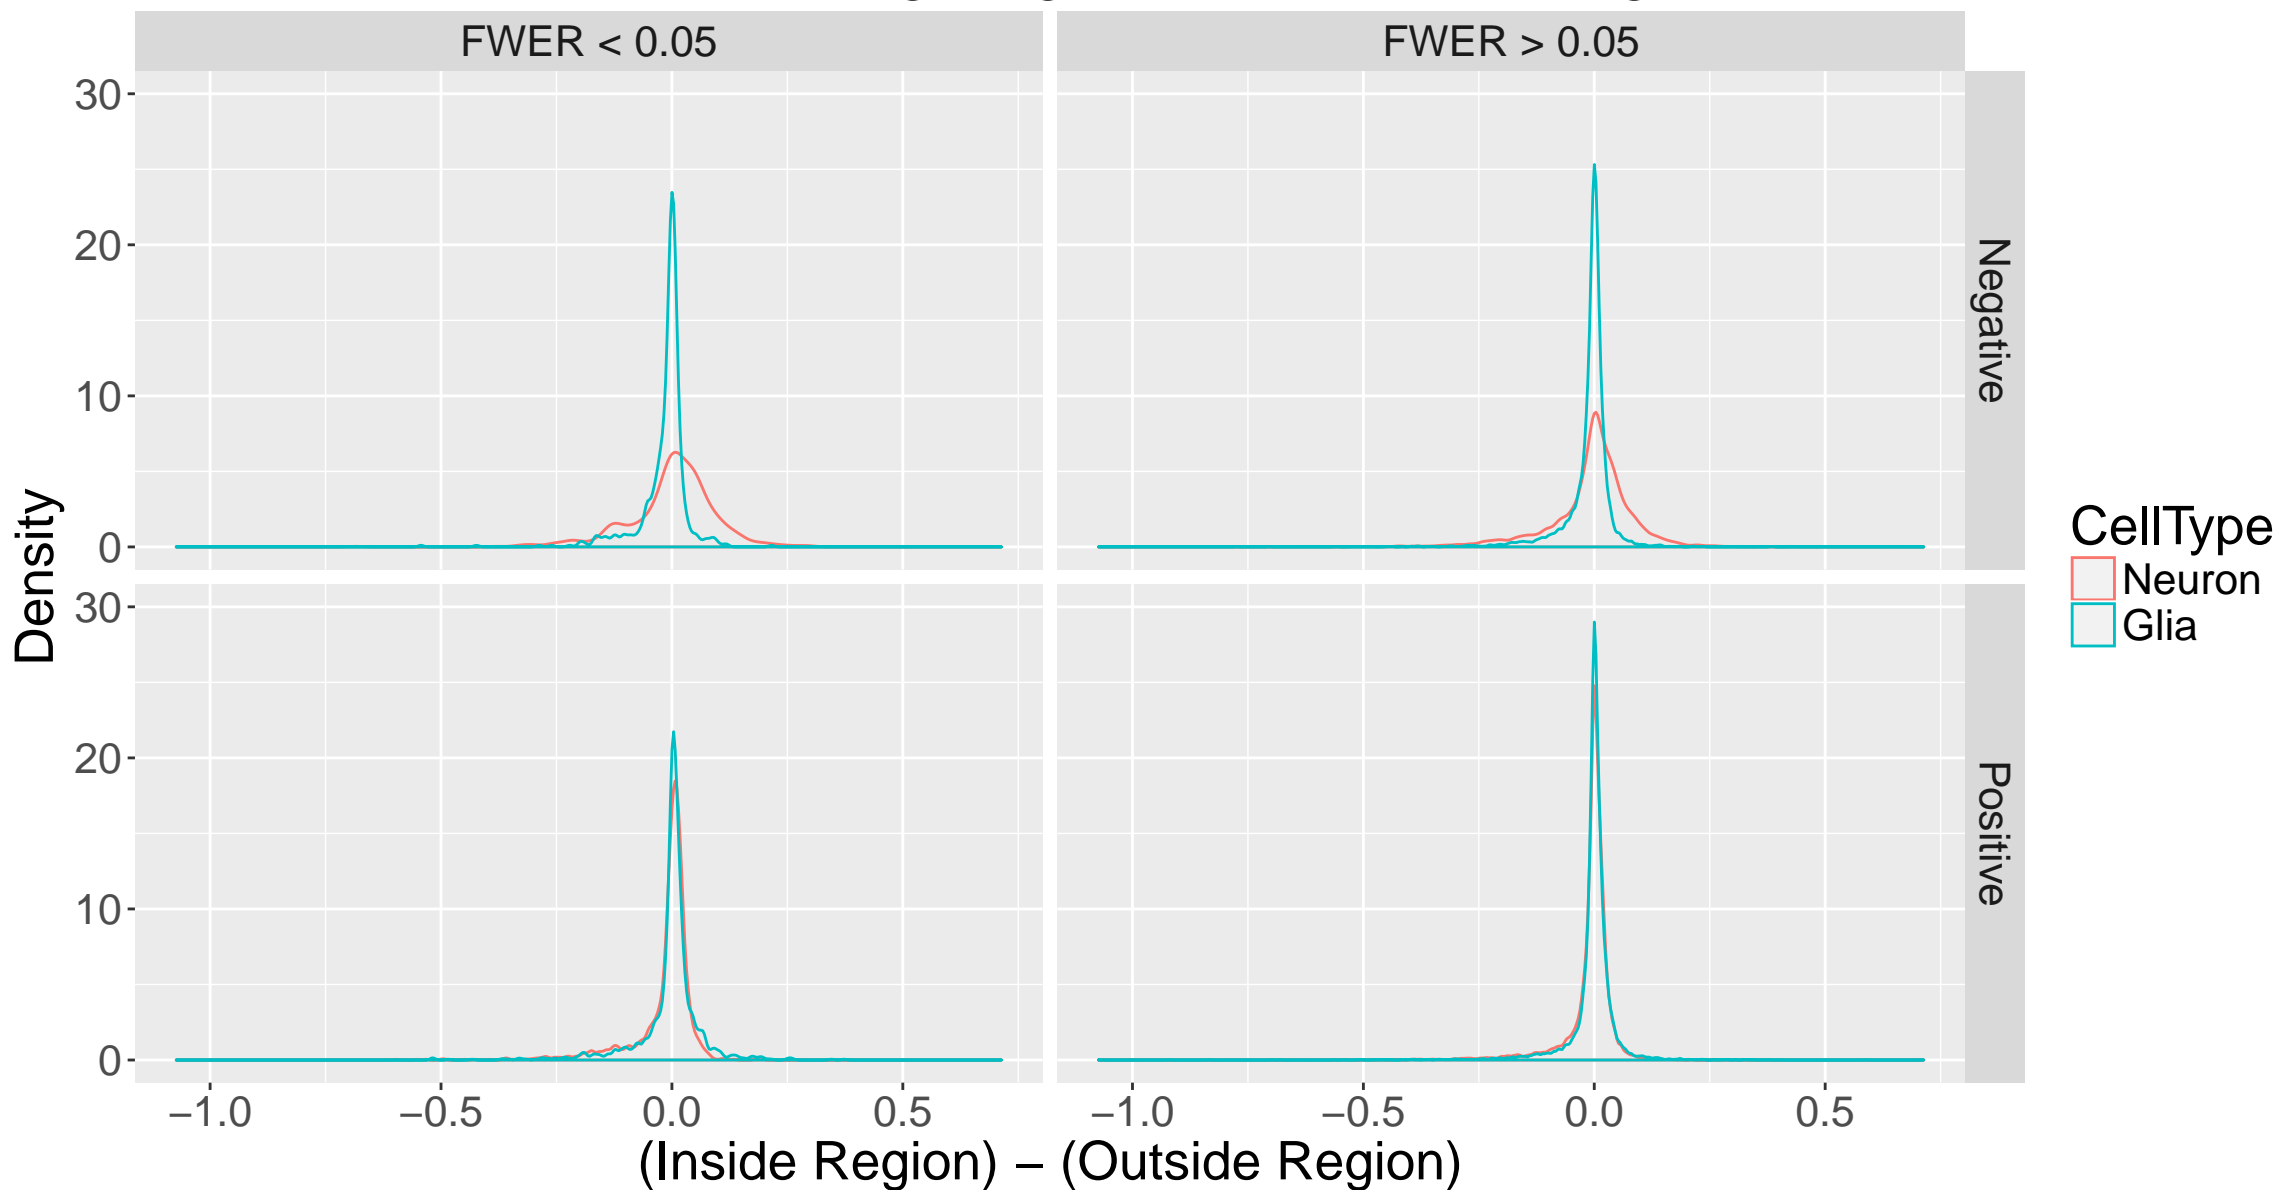 FWER < 0.05
FWER > 0.05
30
20
10
0
Negative
Density
30
20
10
0
Positive
−1.0
−0.5
0.0
0.5
−1.0
−0.5
0.0
0.5
(Inside Region) − (Outside Region)
CellType
Neuron
Glia